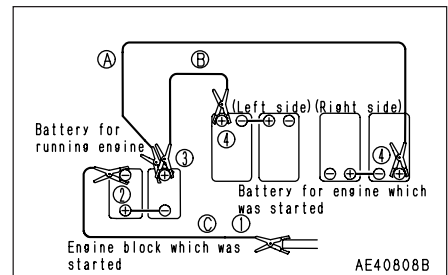 Ⓐ
Ⓑ
(Left side) (Right side)
Battery for
running engine
③
④
④
②
Battery for engine which
was started
Ⓒ ①
Engine block which was
started
AE40808B
⊕ ⊖ ⊕ ⊖
⊖ ⊕
⊕ ⊖
⊕ ⊖ ⊕ ⊖